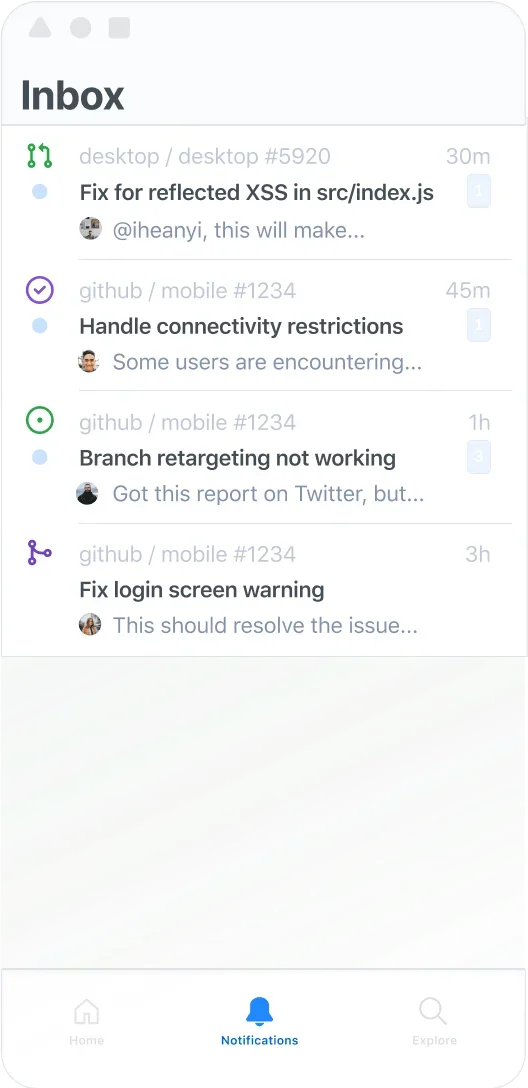 Inbox
desktop / desktop #5920 30m
Fix for reflected XSS in src/index.js 1
@iheanyi, this will make...
github / mobile #1234 45m
Handle connectivity restrictions 1
Some users are encountering...
github / mobile #1234 1h
Branch retargeting not working 3
Got this report on Twitter, but...
github / mobile #1234 3h
Fix login screen warning
This should resolve the issue...
Home Notifications Explore